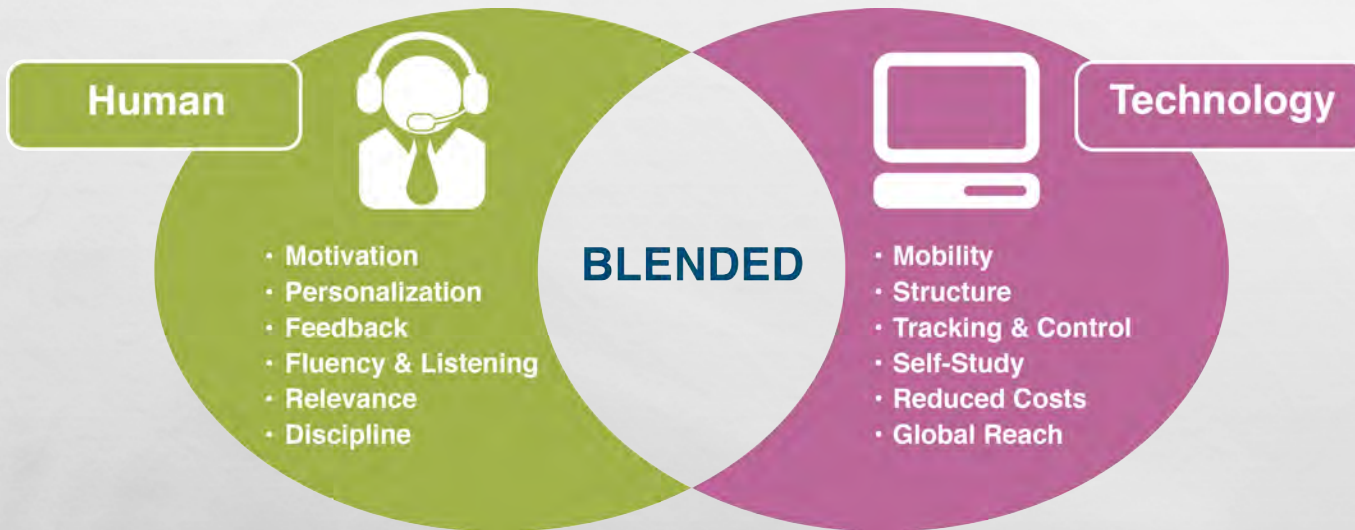 Human
· Motivation
· Personalization
· Feedback
· Fluency & Listening
· Relevance
· Discipline
BLENDED
Technology
· Mobility
· Structure
· Tracking & Control
· Self-Study
· Reduced Costs
· Global Reach